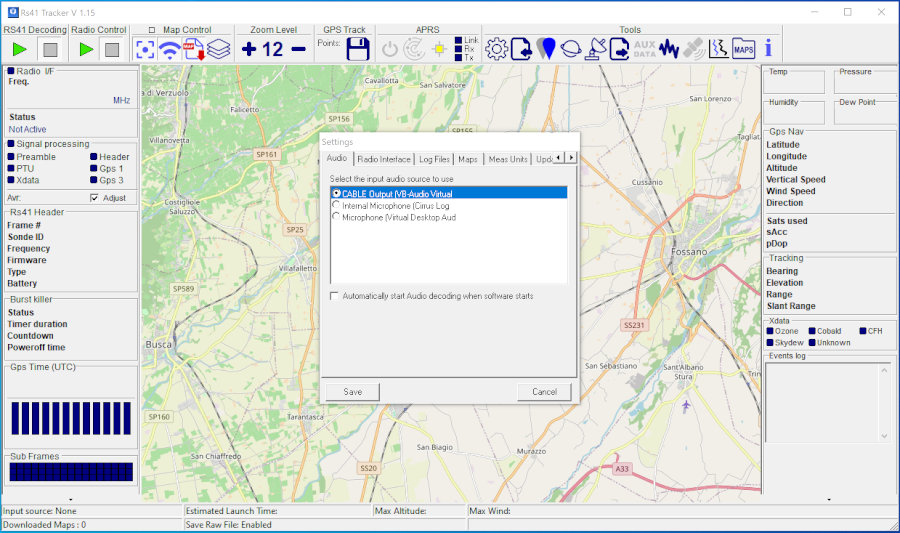 Rs41 Tracker V 1.15
RS41 Decoding
Radio Control
Map Control
Zoom Level
GPS Track
APRS
Tools
12
Points:
Link
Rx
Tx
MAP
AUX
DATA
MAPS
Radio I/F
Freq.
MHz
Status
Not Active
Signal processing
Preamble
Header
PTU
Gps 1
Xdata
Gps 3
Avr:
Adjust
Rs41 Header
Frame #
Sonde ID
Frequency
Firmware
Type
Battery
Burst killer
Status
Timer duration
Countdown
Poweroff time
Gps Time (UTC)
Sub Frames
a di Verzuolo
Falicetto
Cavallotta
San Salvatore
San Lorenzo
SP156
SP155
SP161
Villanovetta
Costigliole
Saluzzo
SP25
Villafalletto
SP589
Busca
SP160
Tarantasca
San Chiaffredo
SS20
San Biagio
Murazzo
A33
Cussanio
Fossano
SS231
San Sebastiano
Sant'Albano
Stura
Tagliat
Trin
Settings
Audio
Radio Interface
Log Files
Maps
Meas Units
Upda
Select the input audio source to use
CABLE Output (VB-Audio Virtual
Internal Microphone (Cirrus Log
Microphone (Virtual Desktop Aud
Automatically start Audio decoding when software starts
Save
Cancel
Temp
Pressure
Humidity
Dew Point
Gps Nav
Latitude
Longitude
Altitude
Vertical Speed
Wind Speed
Direction
Sats used
sAcc
pDop
Tracking
Bearing
Elevation
Range
Slant Range
Xdata
Ozone
Cobald
CFH
Skydew
Unknown
Events log
Input source: None
Estimated Launch Time:
Max Altitude:
Max Wind:
Downloaded Maps : 0
Save Raw File: Enabled